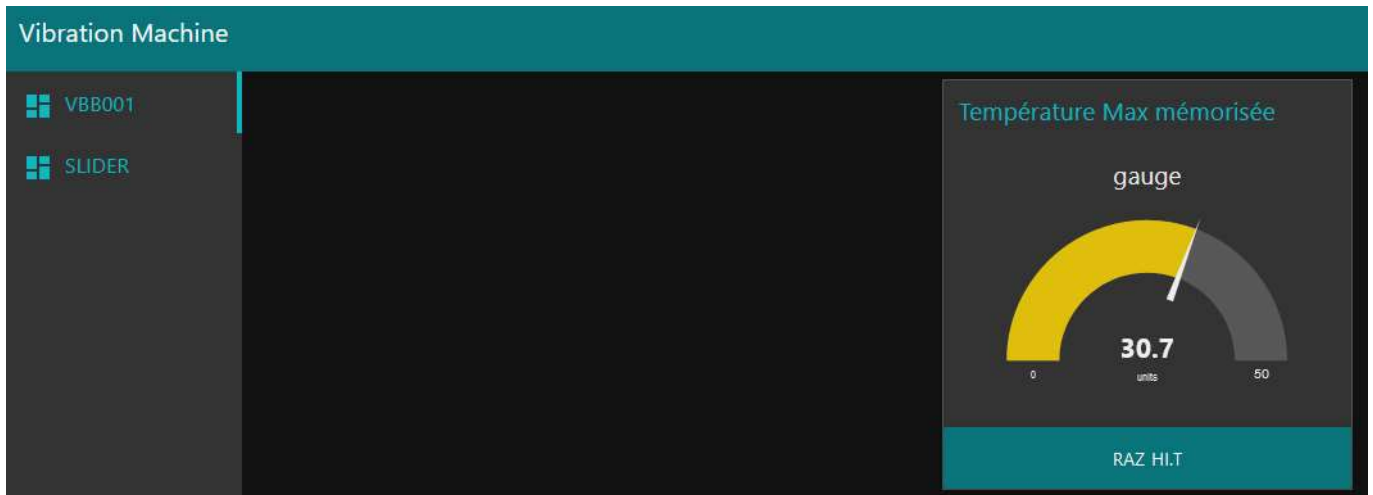 Vibration Machine
VBB001
SLIDER
Température Max mémorisée
gauge
30.7
units
0
50
RAZ HI.T